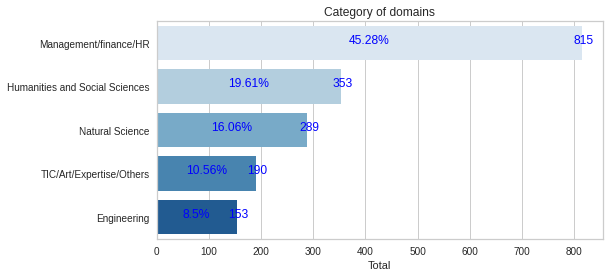 Category of domains
Management/finance/HR 45.28% 815
Humanities and Social Sciences 19.61% 353
Natural Science 16.06% 289
TIC/Art/Expertise/Others 10.56% 190
Engineering 8.5% 153
0 100 200 300 400 500 600 700 800
Total